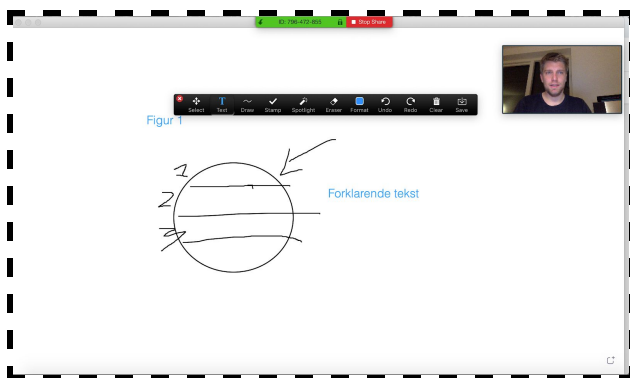 ID: 796-472-855
Stop Share
Select Text Draw Stamp Spotlight Eraser Format Undo Redo Clear Save
Figur 1
1
2
3
Forklarende tekst